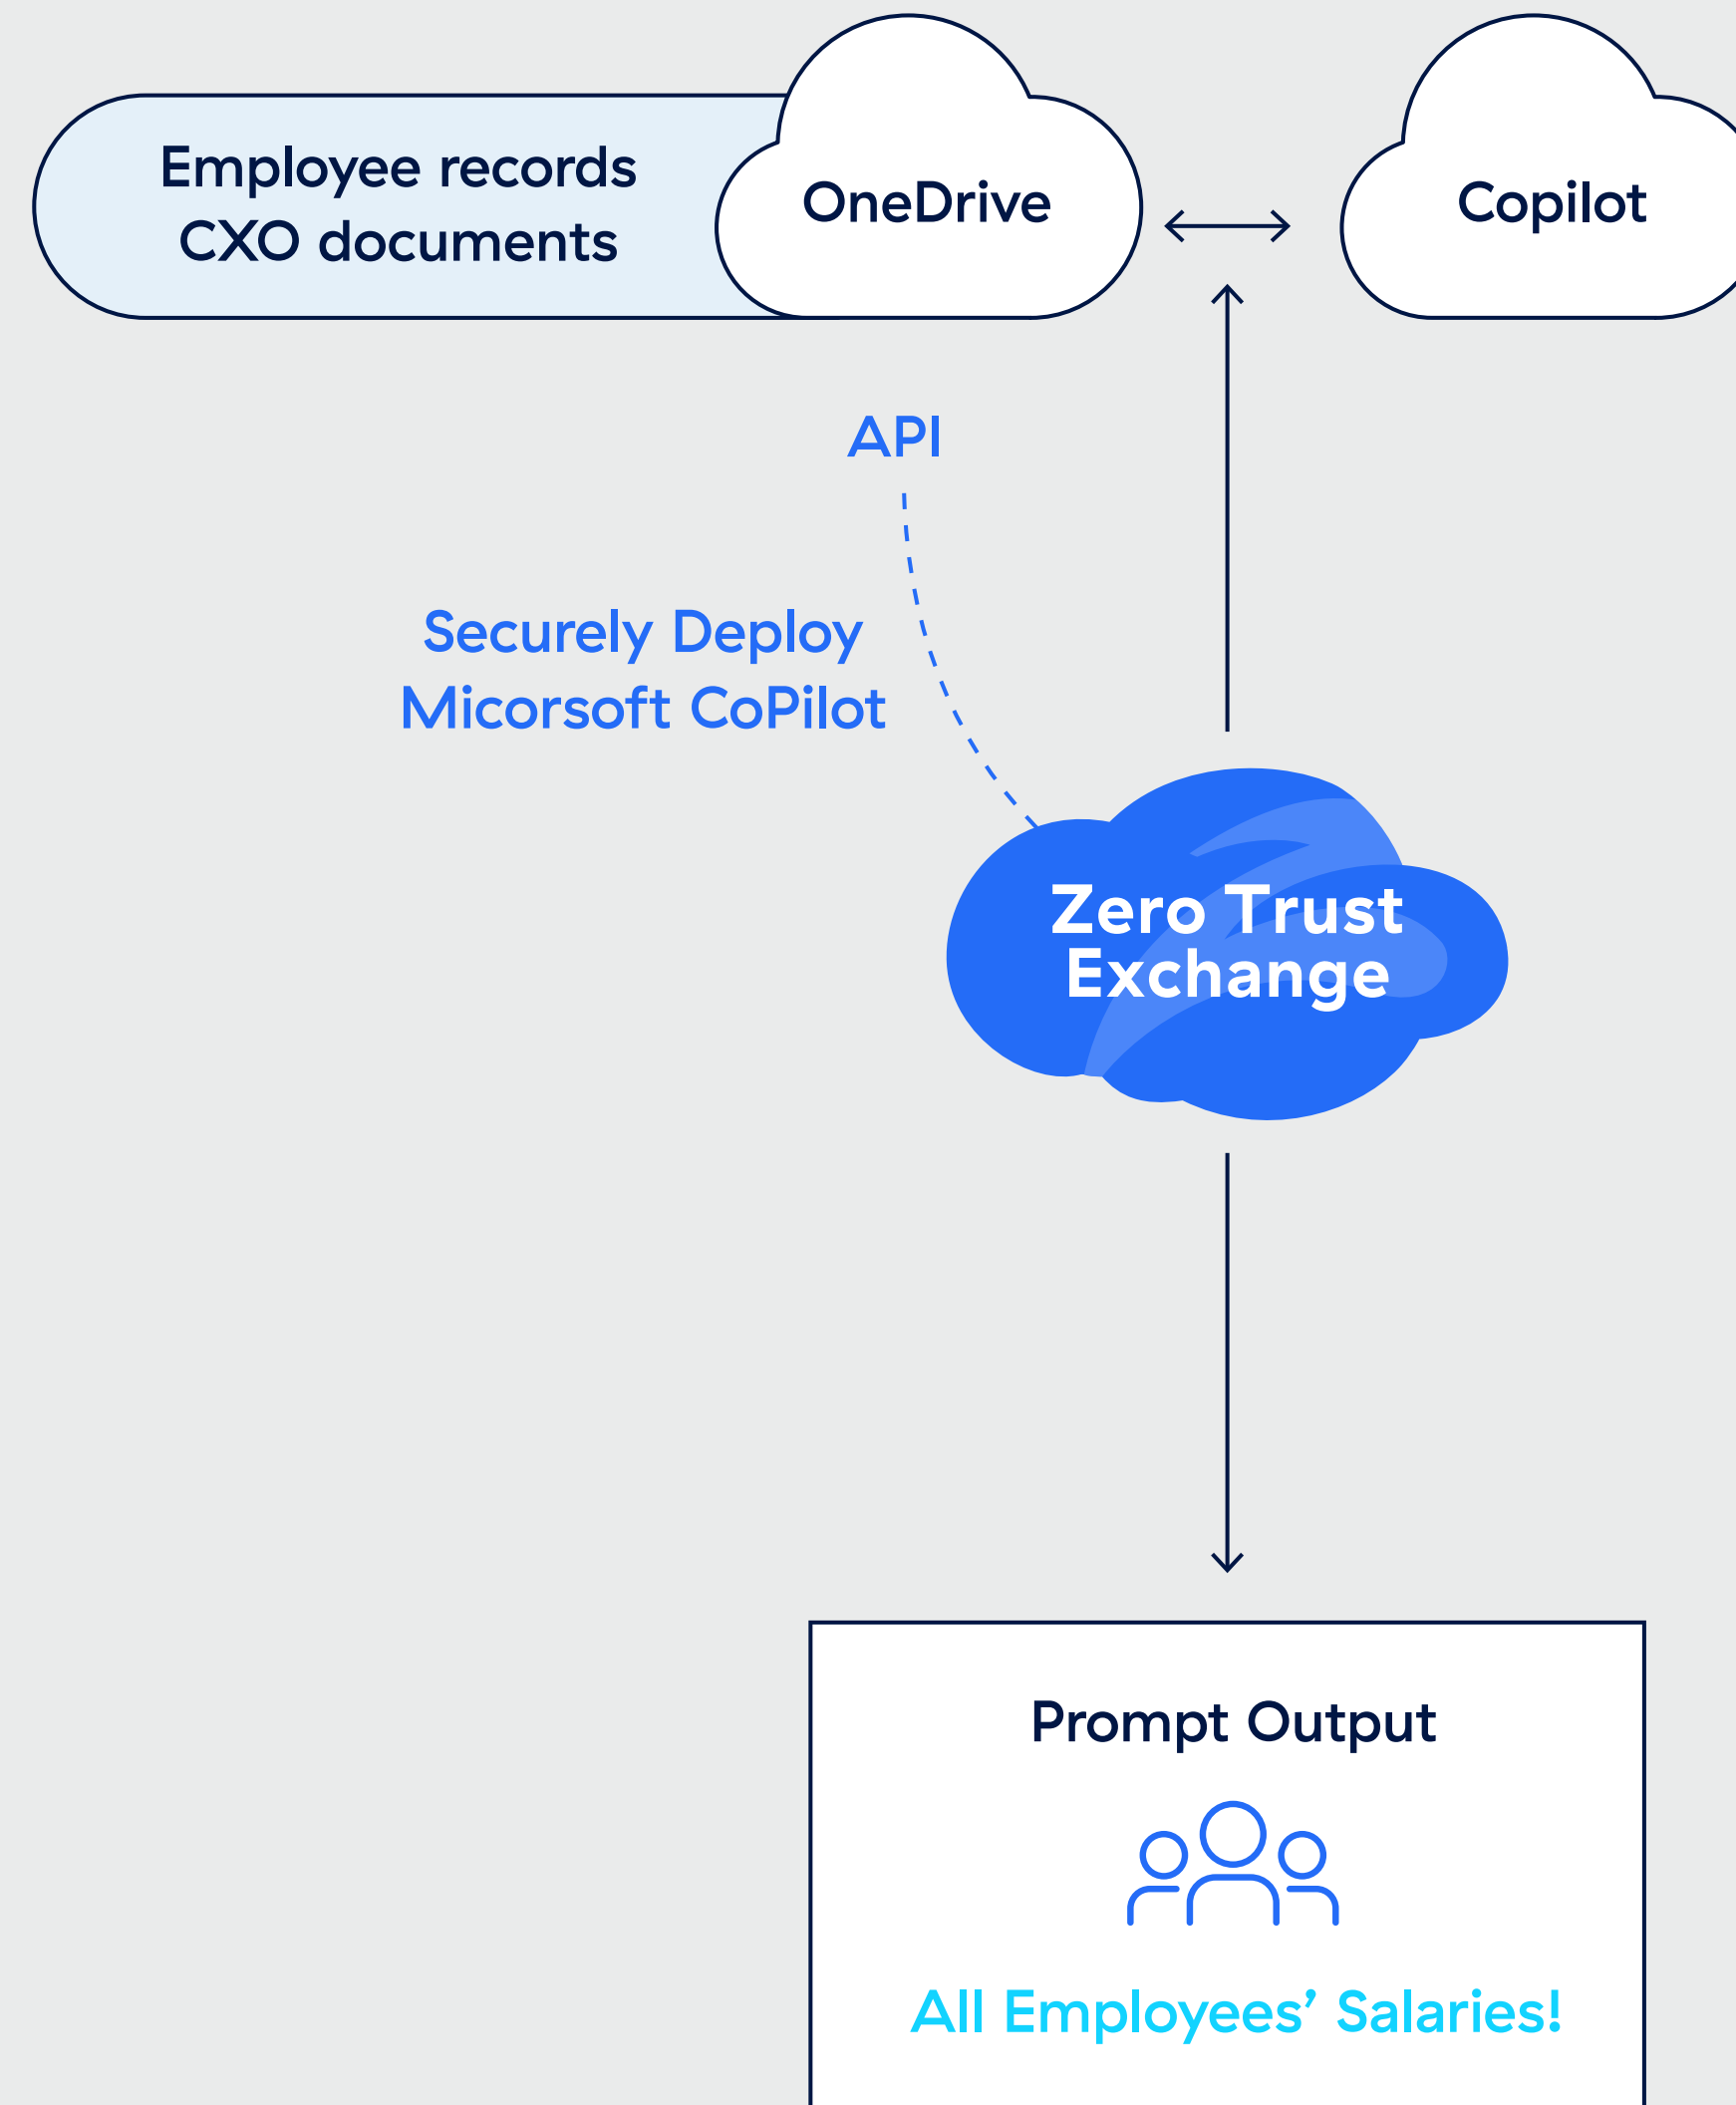 Employee records
CXO documents
OneDrive
Copilot
API
Securely Deploy
Micorsoft CoPilot
Zero Trust
Exchange
Prompt Output
All Employees’ Salaries!